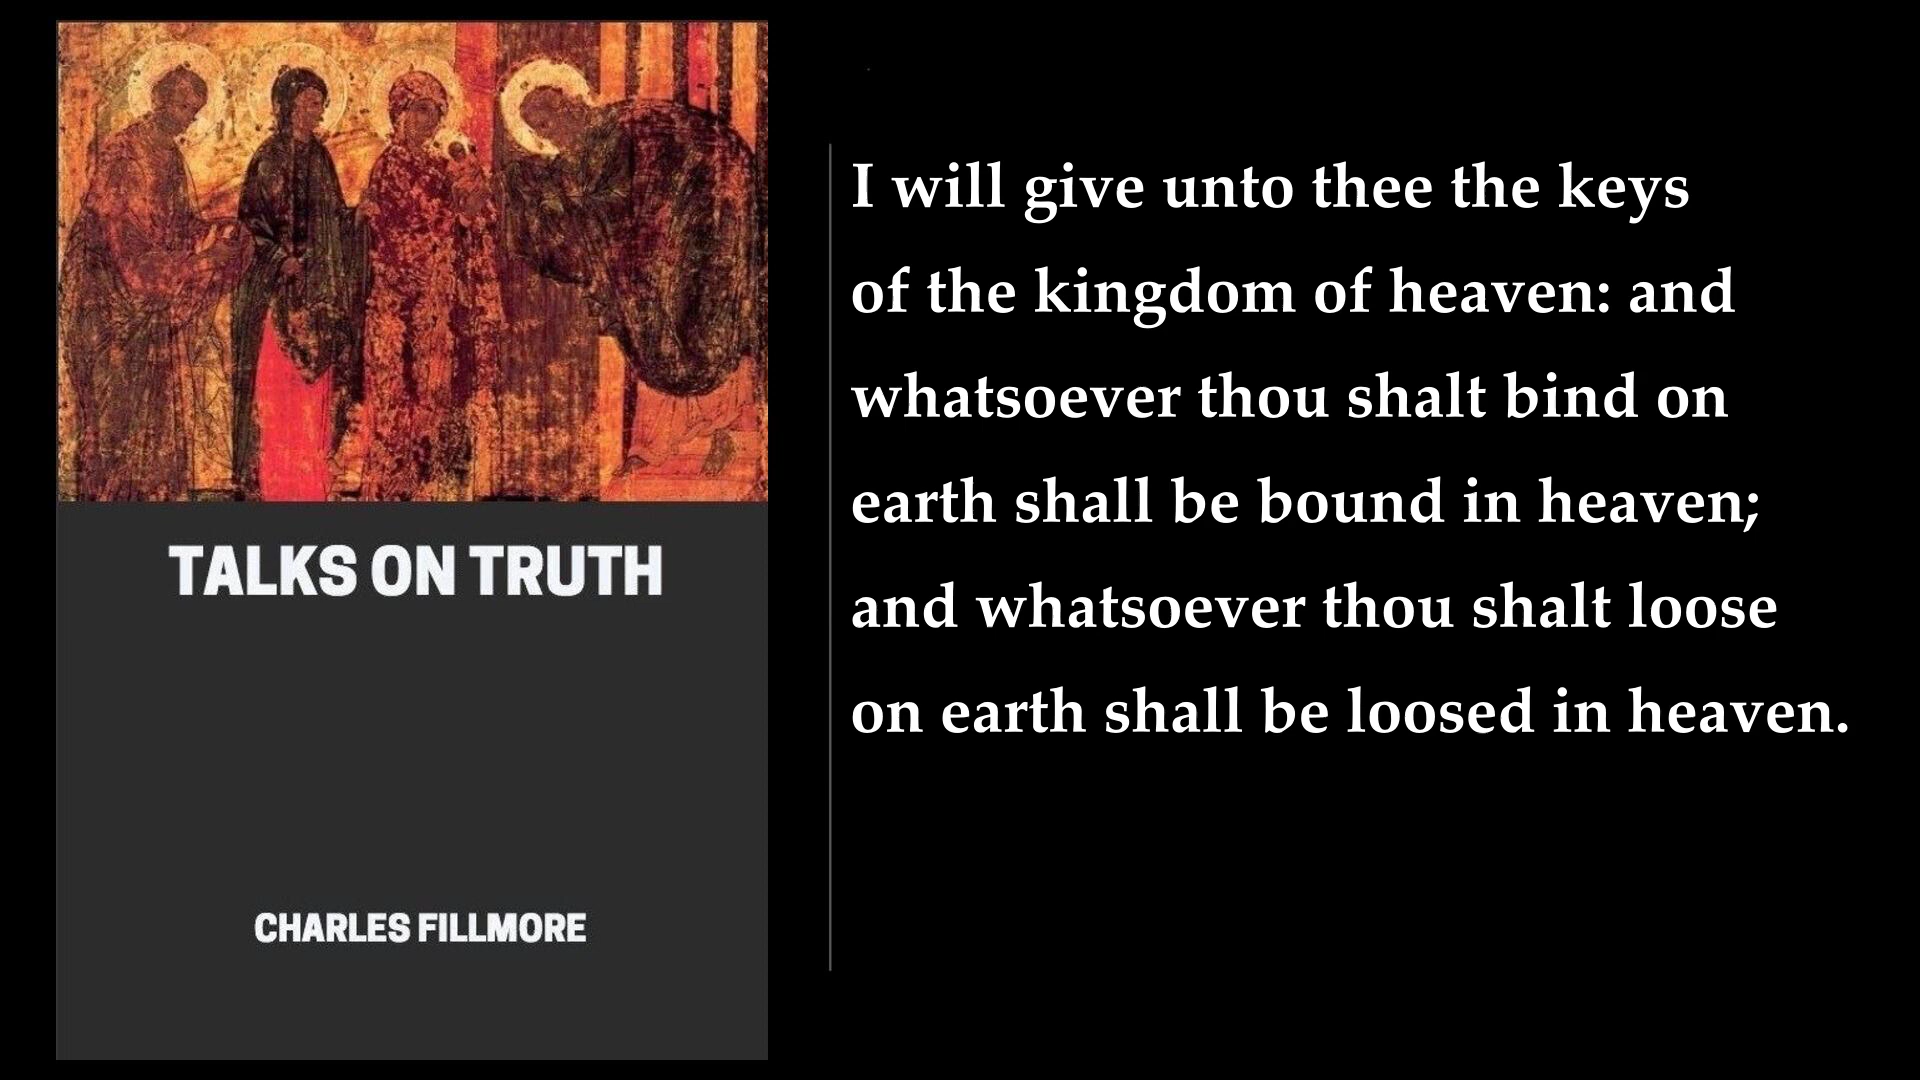 TALKS ON TRUTH
CHARLES FILLMORE
I will give unto thee the keys
of the kingdom of heaven: and
whatsoever thou shalt bind on
earth shall be bound in heaven;
and whatsoever thou shalt loose
on earth shall be loosed in heaven.